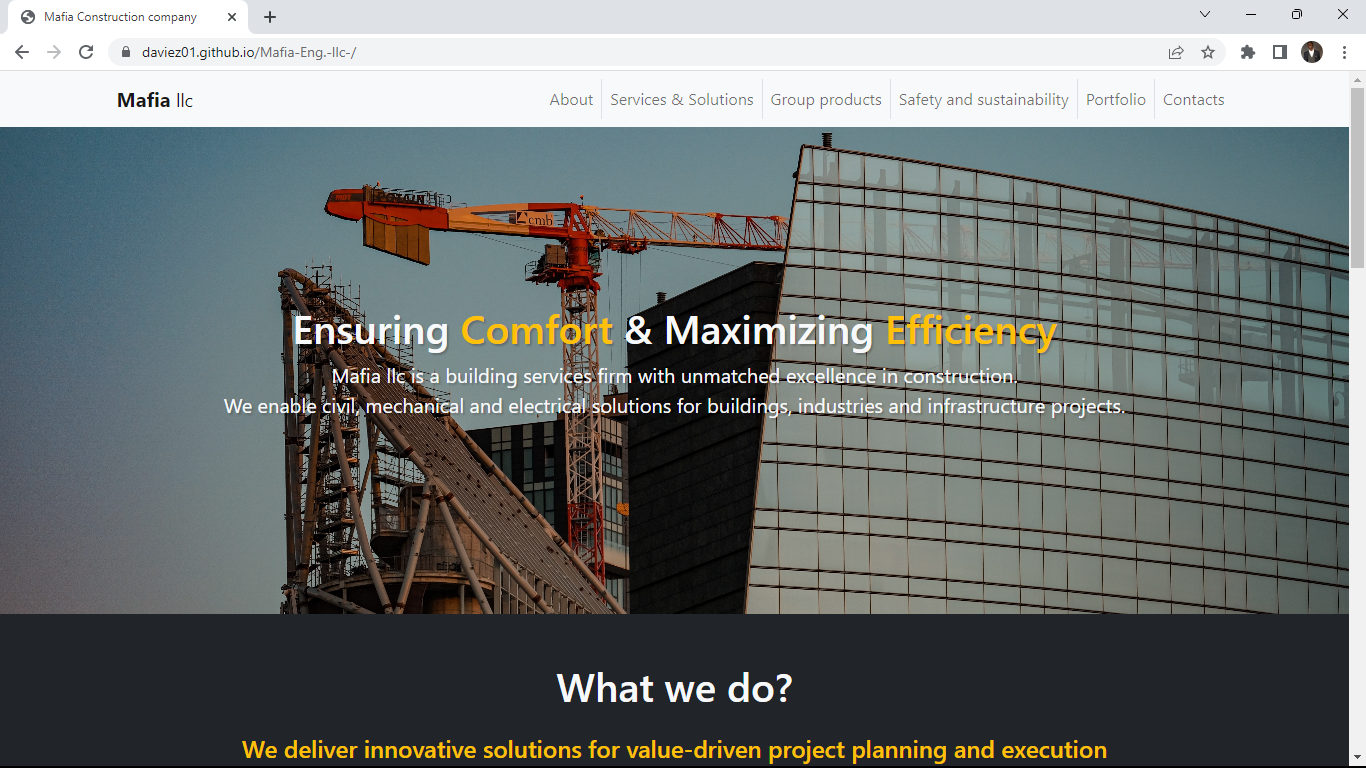 Mafia Construction company
daviez01.github.io/Mafia-Eng.-llc-/
Mafia llc
About
Services & Solutions
Group products
Safety and sustainability
Portfolio
Contacts
cmb
Ensuring Comfort & Maximizing Efficiency
Mafia llc is a building services firm with unmatched excellence in construction.
We enable civil, mechanical and electrical solutions for buildings, industries and infrastructure projects.
What we do?
We deliver innovative solutions for value-driven project planning and execution